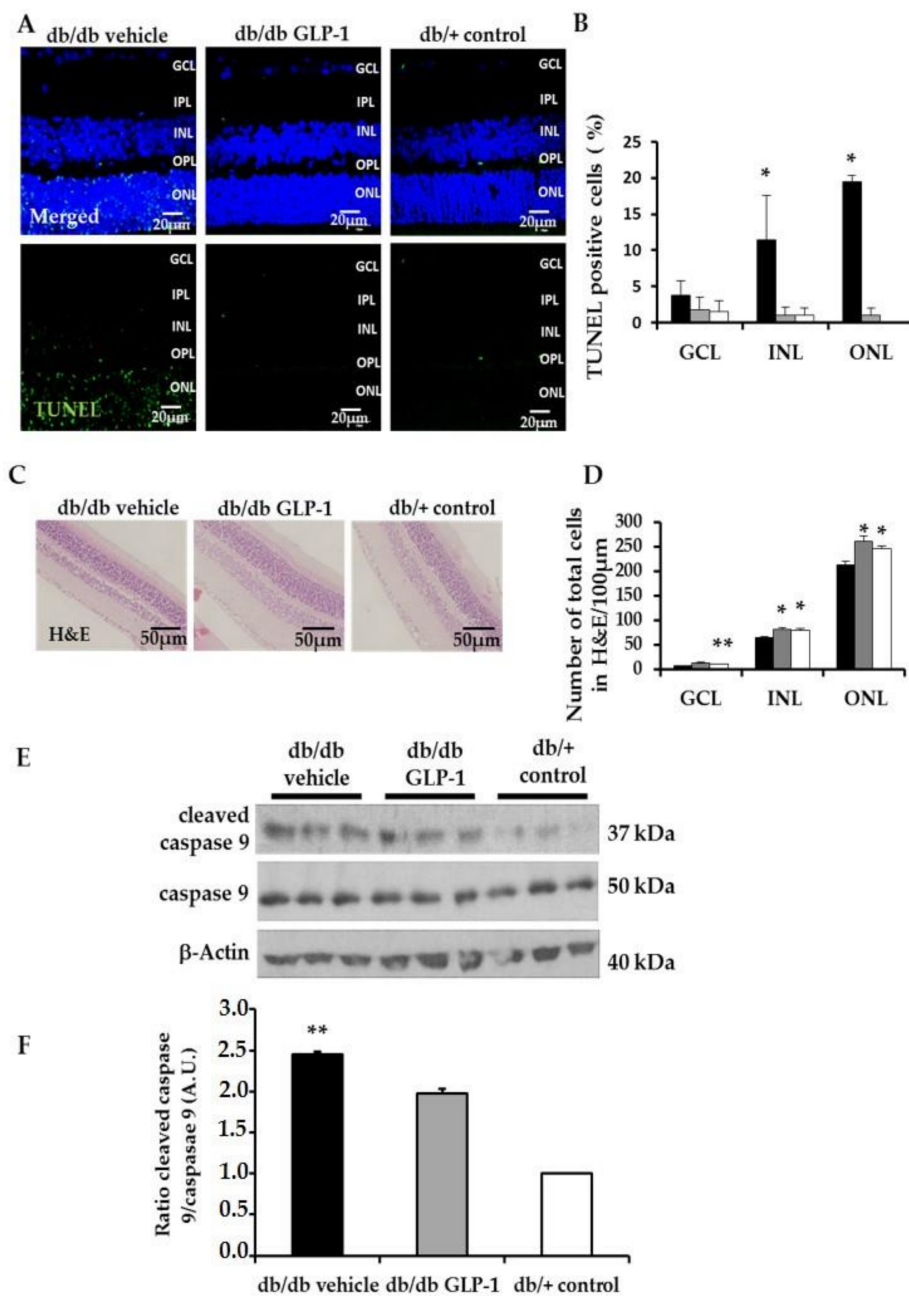 A
db/db vehicle
db/db GLP-1
db/+ control
GCL
IPL
INL
OPL
ONL
Merged
20µm
GCL
IPL
INL
OPL
ONL
20µm
GCL
IPL
INL
OPL
ONL
20µm
GCL
IPL
INL
OPL
ONL
TUNEL
20µm
GCL
IPL
INL
OPL
ONL
20µm
GCL
IPL
INL
OPL
ONL
20µm
B
TUNEL positive cells ( %)
25
20
15
10
5
0
*
*
GCL
INL
ONL
C
db/db vehicle
db/db GLP-1
db/+ control
H&E
50µm
50µm
50µm
D
Number of total cells
in H&E/100µm
300
250
200
150
100
50
0
**
* *
* *
GCL
INL
ONL
E
db/db
vehicle
db/db
GLP-1
db/+
control
cleaved
caspase 9
37 kDa
caspase 9
50 kDa
β-Actin
40 kDa
F
Ratio cleaved caspase
9/caspasae 9 (A.U.)
3.0
2.5
2.0
1.5
1.0
0.5
0.0
**
db/db vehicle
db/db GLP-1
db/+ control